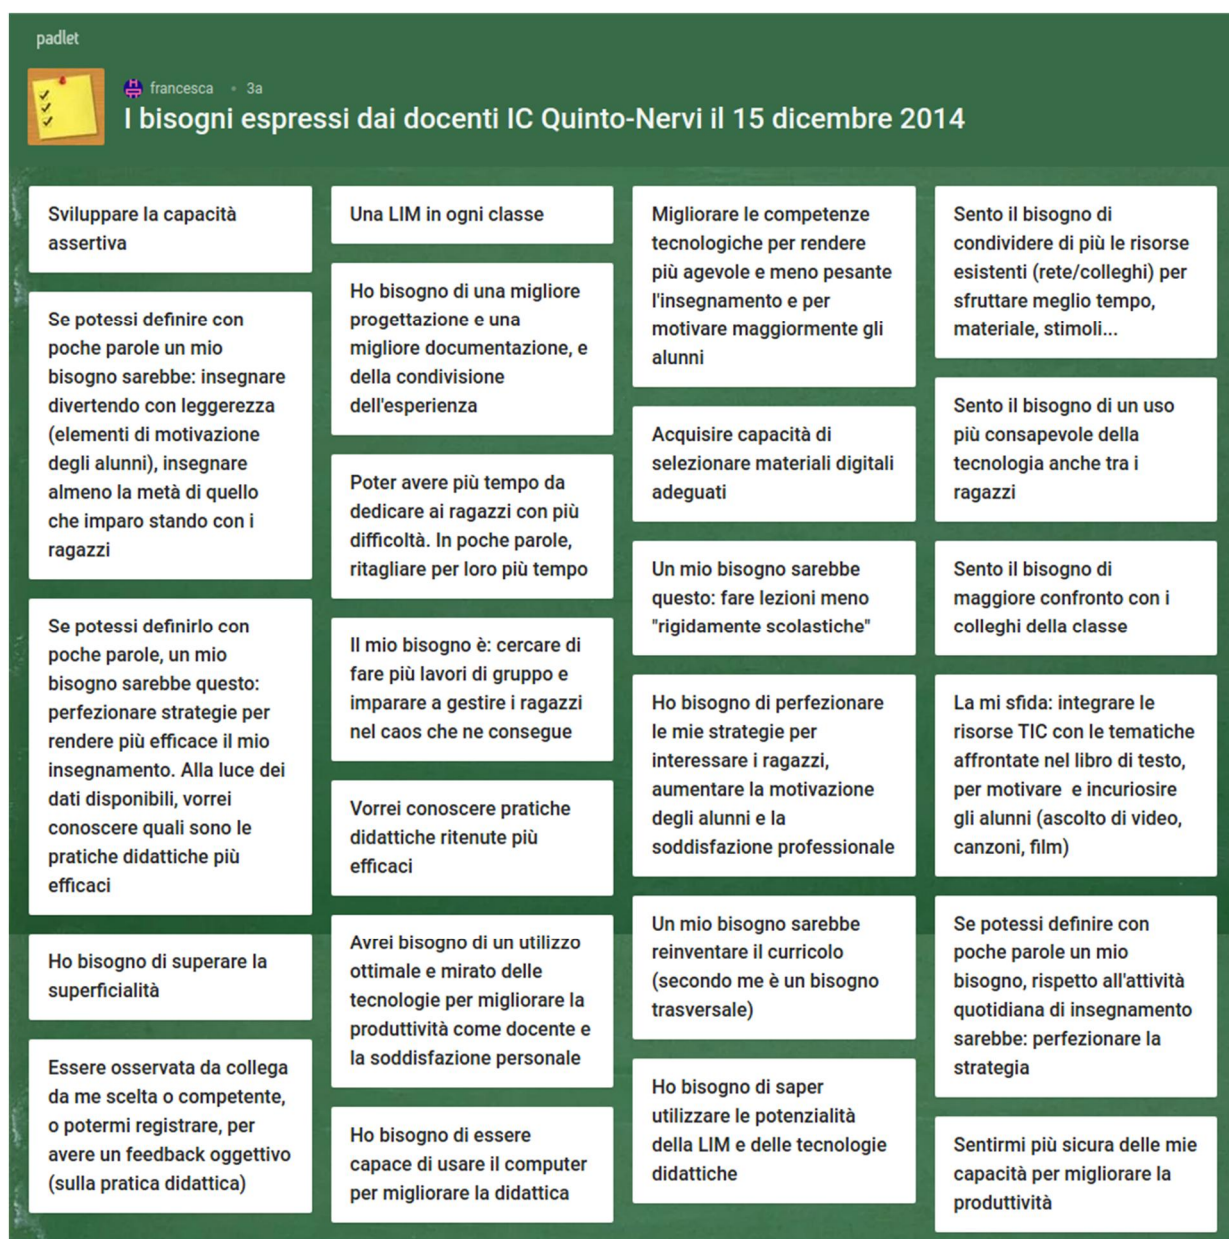 padlet
francesca • 3a
I bisogni espressi dai docenti IC Quinto-Nervi il 15 dicembre 2014
Sviluppare la capacità
assertiva
Se potessi definire con
poche parole un mio
bisogno sarebbe: insegnare
divertendo con leggerezza
(elementi di motivazione
degli alunni), insegnare
almeno la metà di quello
che imparo stando con i
ragazzi
Se potessi definirlo con
poche parole, un mio
bisogno sarebbe questo:
perfezionare strategie per
rendere più efficace il mio
insegnamento. Alla luce dei
dati disponibili, vorrei
conoscere quali sono le
pratiche didattiche più
efficaci
Ho bisogno di superare la
superficialità
Essere osservata da collega
da me scelta o competente,
o potermi registrare, per
avere un feedback oggettivo
(sulla pratica didattica)
Una LIM in ogni classe
Ho bisogno di una migliore
progettazione e una
migliore documentazione, e
della condivisione
dell'esperienza
Poter avere più tempo da
dedicare ai ragazzi con più
difficoltà. In poche parole,
ritagliare per loro più tempo
Il mio bisogno è: cercare di
fare più lavori di gruppo e
imparare a gestire i ragazzi
nel caos che ne consegue
Vorrei conoscere pratiche
didattiche ritenute più
efficaci
Avrei bisogno di un utilizzo
ottimale e mirato delle
tecnologie per migliorare la
produttività come docente e
la soddisfazione personale
Ho bisogno di essere
capace di usare il computer
per migliorare la didattica
Migliorare le competenze
tecnologiche per rendere
più agevole e meno pesante
l'insegnamento e per
motivare maggiormente gli
alunni
Acquisire capacità di
selezionare materiali digitali
adeguati
Un mio bisogno sarebbe
questo: fare lezioni meno
"rigidamente scolastiche"
Ho bisogno di perfezionare
le mie strategie per
interessare i ragazzi,
aumentare la motivazione
degli alunni e la
soddisfazione professionale
Un mio bisogno sarebbe
reinventare il curricolo
(secondo me è un bisogno
trasversale)
Ho bisogno di saper
utilizzare le potenzialità
della LIM e delle tecnologie
didattiche
Sento il bisogno di
condividere di più le risorse
esistenti (rete/colleghi) per
sfruttare meglio tempo,
materiale, stimoli...
Sento il bisogno di un uso
più consapevole della
tecnologia anche tra i
ragazzi
Sento il bisogno di
maggiore confronto con i
colleghi della classe
La mi sfida: integrare le
risorse TIC con le tematiche
affrontate nel libro di testo,
per motivare e incuriosire
gli alunni (ascolto di video,
canzoni, film)
Se potessi definire con
poche parole un mio
bisogno, rispetto all'attività
quotidiana di insegnamento
sarebbe: perfezionare la
strategia
Sentirmi più sicura delle mie
capacità per migliorare la
produttività